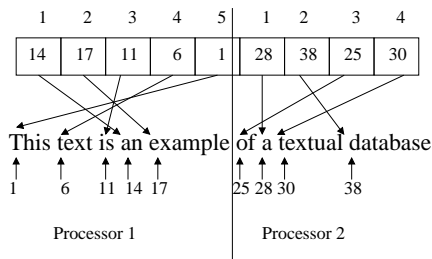 1 2 3 4 5 1 2 3 4
14 17 11 6 1 28 38 25 30
This text is an example of a textual database
1 6 11 14 17 25 28 30 38
Processor 1 Processor 2